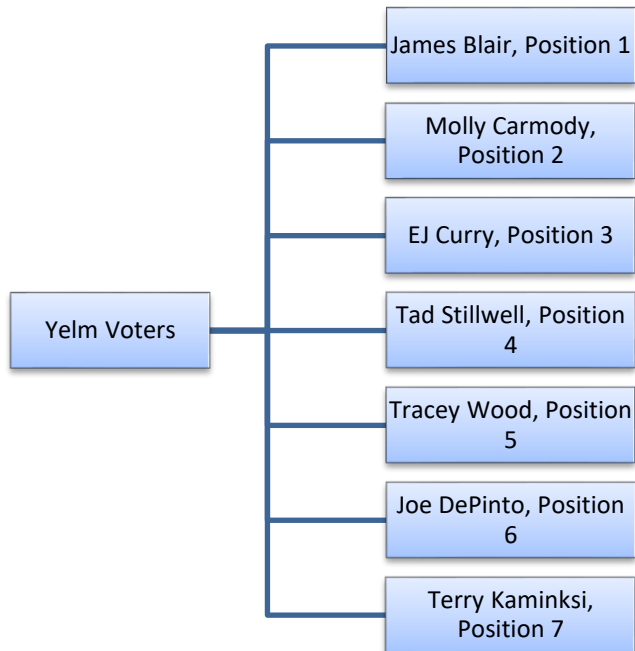 James Blair, Position 1
Molly Carmody,
Position 2
EJ Curry, Position 3
Yelm Voters
Tad Stillwell, Position
4
Tracey Wood, Position
5
Joe DePinto, Position
6
Terry Kaminksi,
Position 7